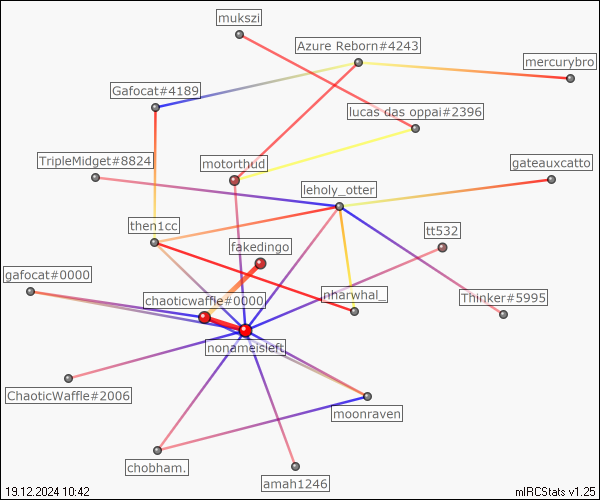 mukszi
Azure Reborn#4243
mercurybro
Gafocat#4189
lucas das oppai#2396
TripleMidget#8824
motorthud
gateauxcatto
leholy_otter
then1cc
tt532
fakedingo
gafocat#0000
chaoticwaffle#0000
nharwhal_
Thinker#5995
nonameisleft
ChaoticWaffle#2006
moonraven
chobham.
amah1246
19.12.2024 10:42
mIRCStats v1.25